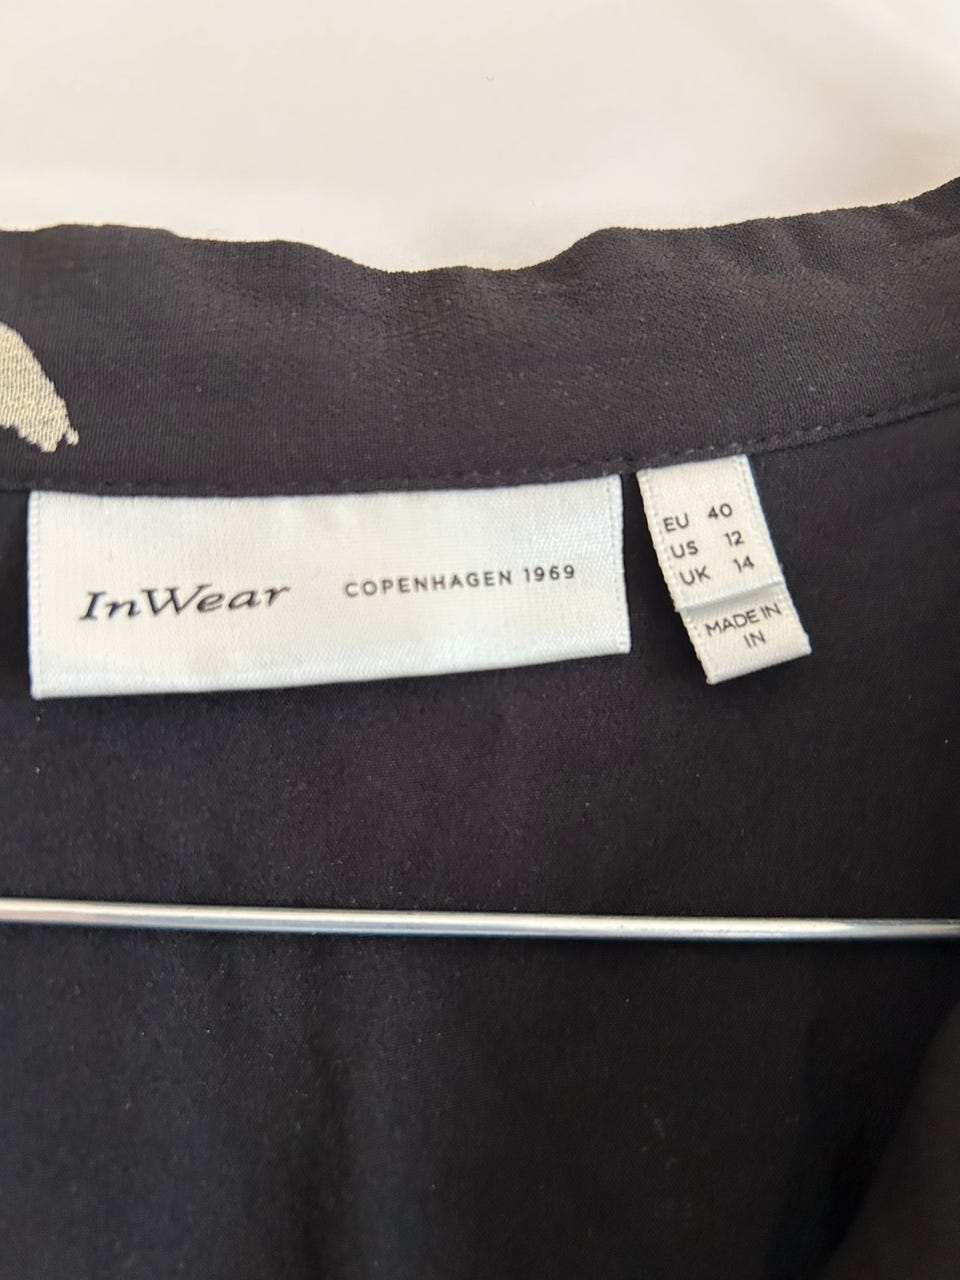 InWear COPENHAGEN 1969
EU 40
US 12
UK 14
MADE IN
IN